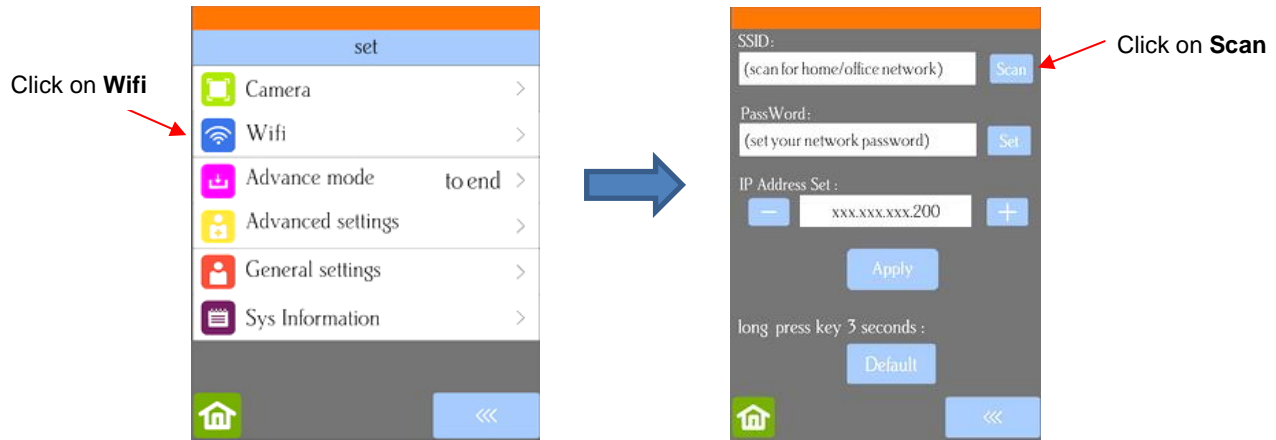 Click on Wifi
set
Camera
Wifi
Advance mode to end
Advanced settings
General settings
Sys Information
SSID:
(scan for home/office network) Scan
PassWord:
(set your network password) Set
IP Address Set :
xxx.xxx.xxx.200
Apply
long press key 3 seconds :
Default
Click on Scan